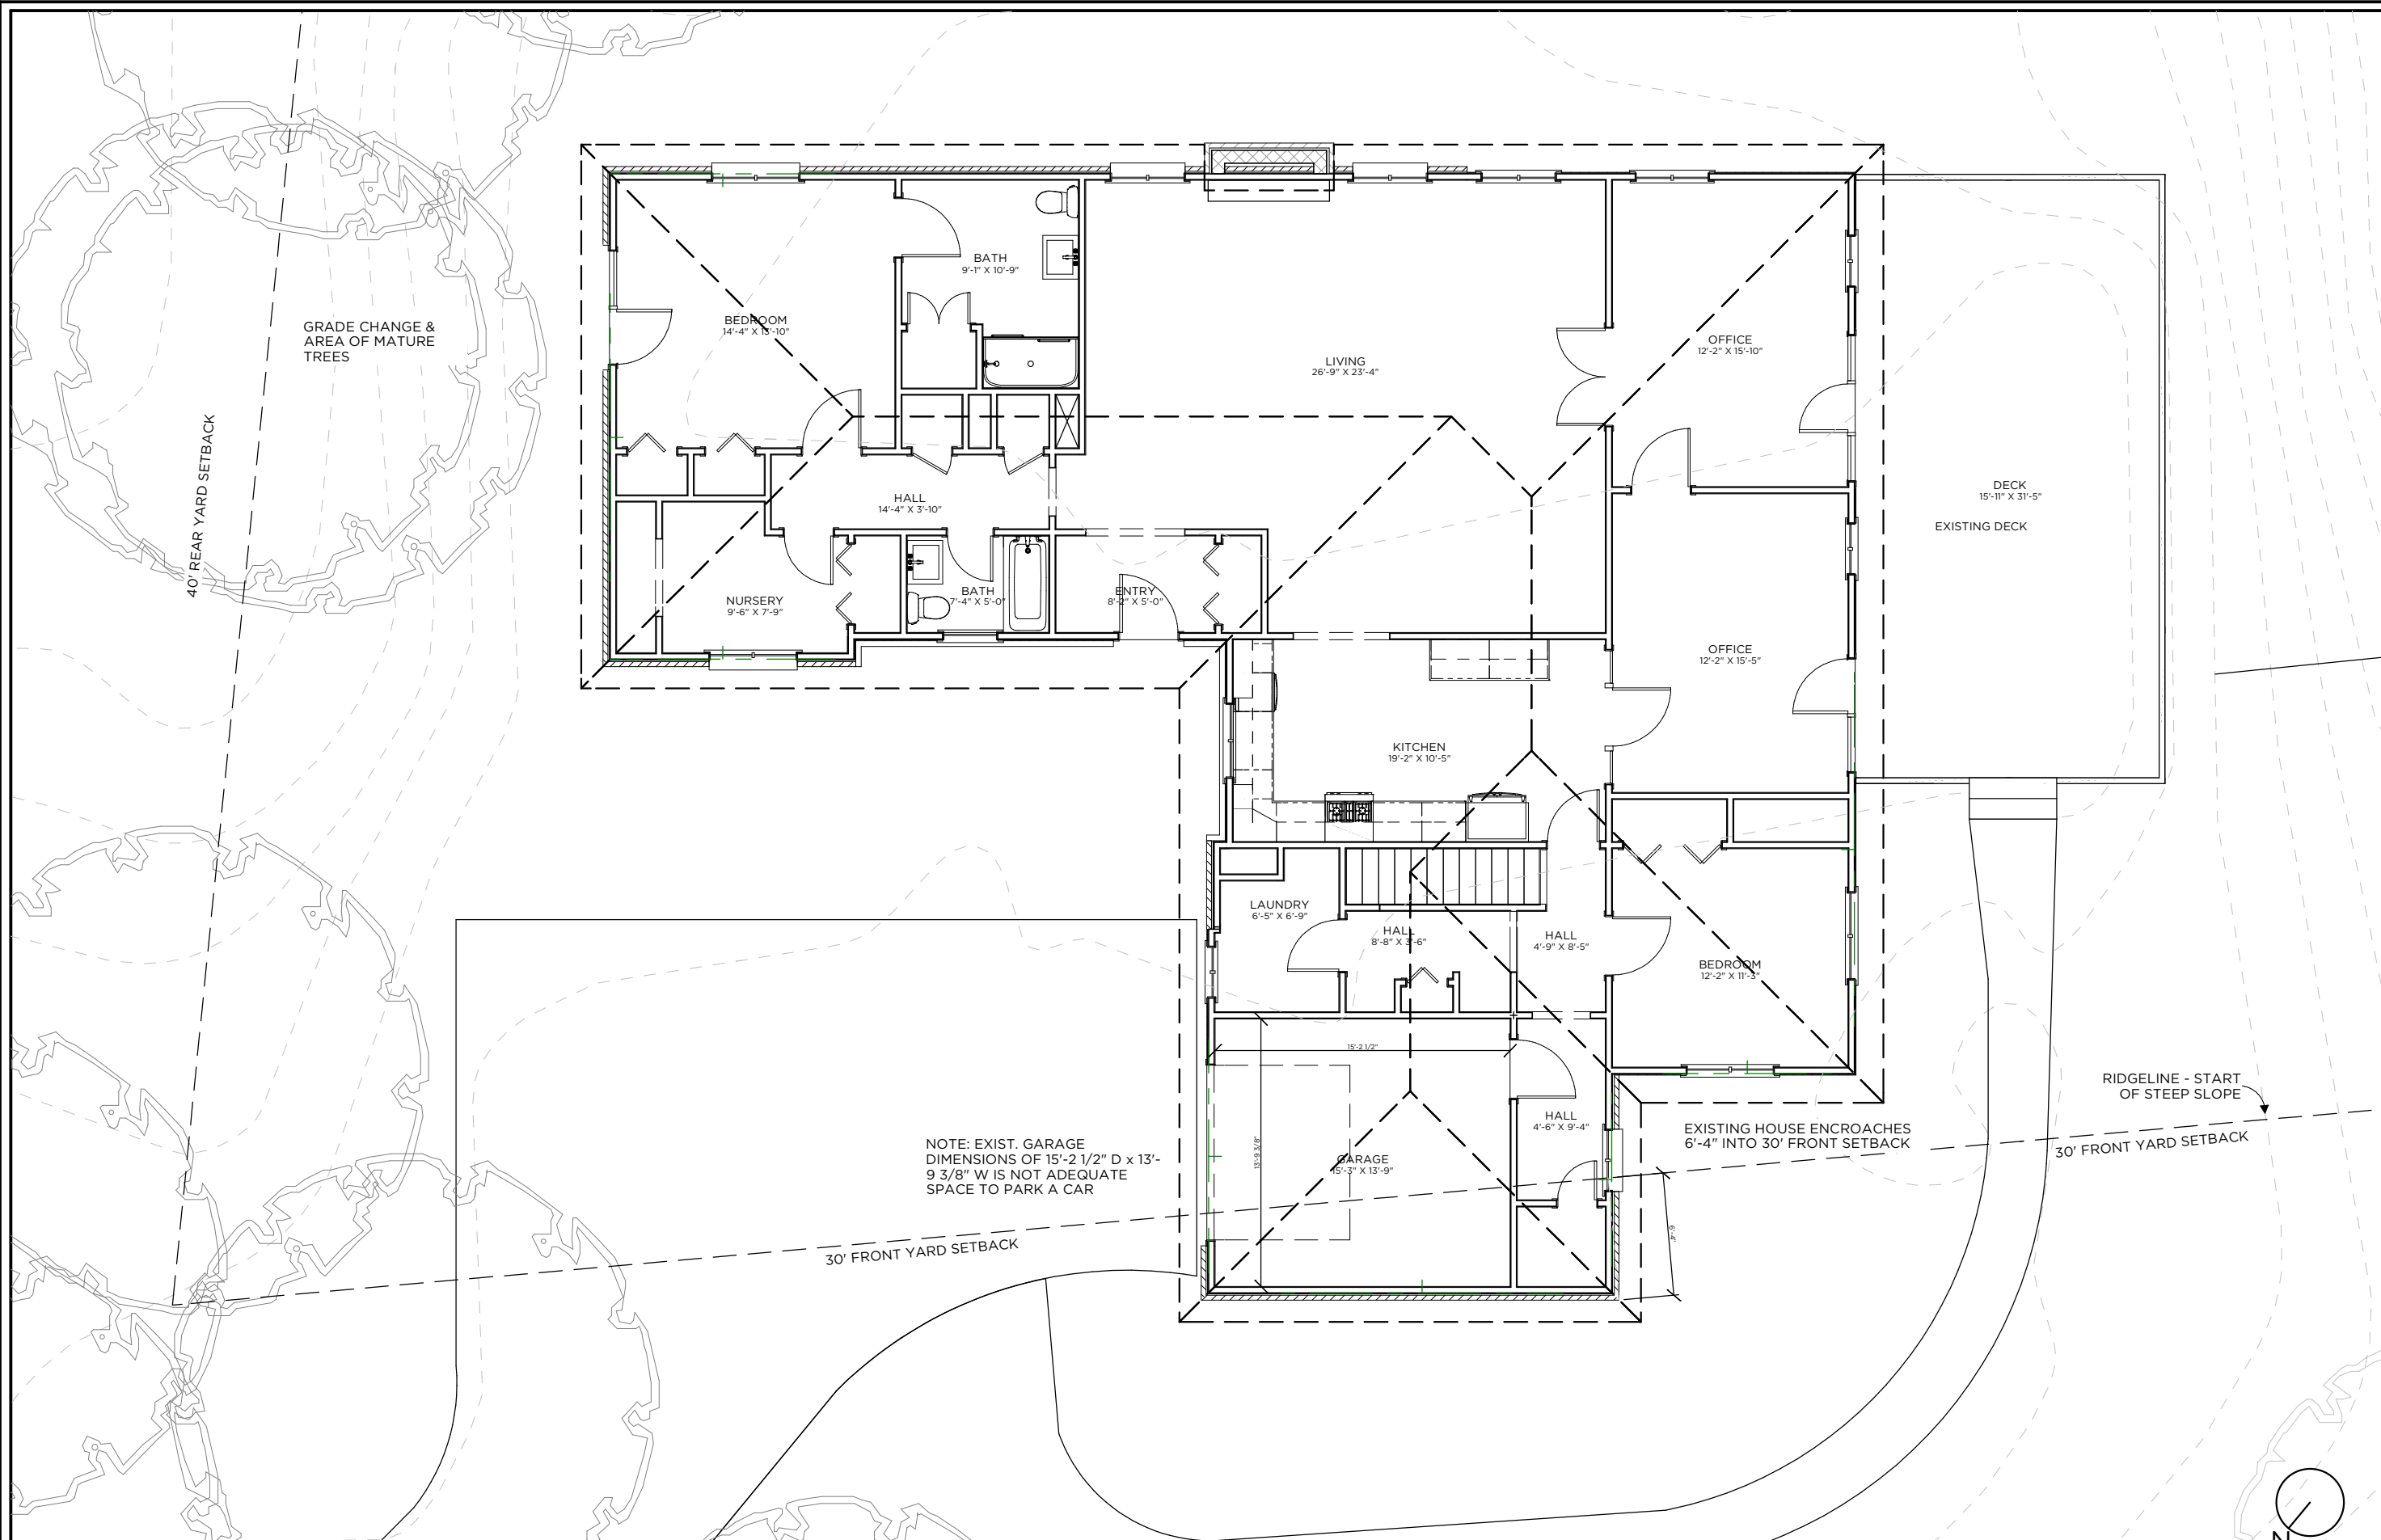 BATH
9'-1" X 10'-9"
BEDROOM
14'-4" X 13'-10"
GRADE CHANGE &
AREA OF MATURE
TREES
LIVING
26'-9" X 23'-4"
OFFICE
12'-2" X 15'-10"
40' REAR YARD SETBACK
HALL
14'-4" X 3'-10"
DECK
15'-11" X 31'-5"
EXISTING DECK
NURSERY
9'-6" X 7'-9"
BATH
7'-4" X 5'-0"
ENTRY
8'-2" X 5'-0"
OFFICE
12'-2" X 15'-5"
KITCHEN
19'-2" X 10'-5"
LAUNDRY
6'-5" X 6'-9"
HALL
8'-8" X 3'-6"
HALL
4'-9" X 8'-5"
BEDROOM
12'-2" X 11'-3"
15'-2 1/2"
13'-9 3/8"
HALL
4'-6" X 9'-4"
GARAGE
15'-3" X 13'-9"
NOTE: EXIST. GARAGE
DIMENSIONS OF 15'-2 1/2" D x 13'-
9 3/8" W IS NOT ADEQUATE
SPACE TO PARK A CAR
EXISTING HOUSE ENCROACHES
6'-4" INTO 30' FRONT SETBACK
RIDGELINE - START
OF STEEP SLOPE
30' FRONT YARD SETBACK
6'-4"
30' FRONT YARD SETBACK
N